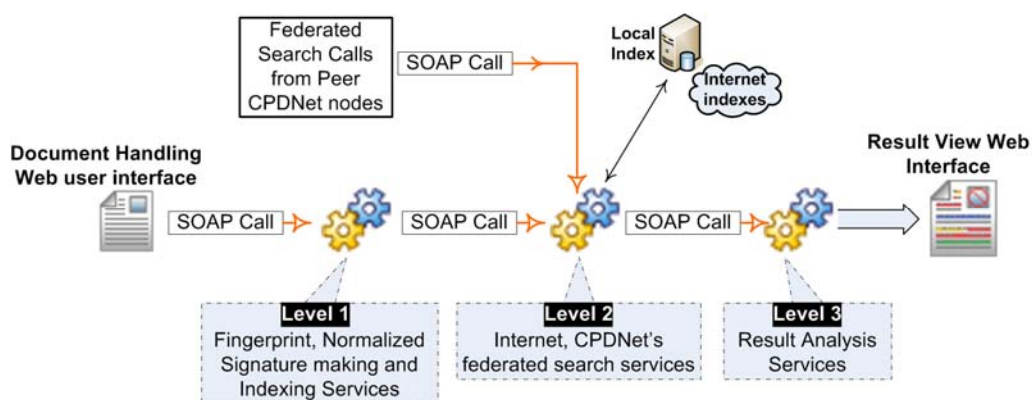 Federated
Search Calls
from Peer
CPDNet nodes
SOAP Call
Local
Index
Internet
indexes
Document Handling
Web user interface
Result View Web
Interface
SOAP Call
SOAP Call
SOAP Call
Level 1
Fingerprint, Normalized
Signature making and
Indexing Services
Level 2
Internet, CPDNet's
federated search services
Level 3
Result Analysis
Services